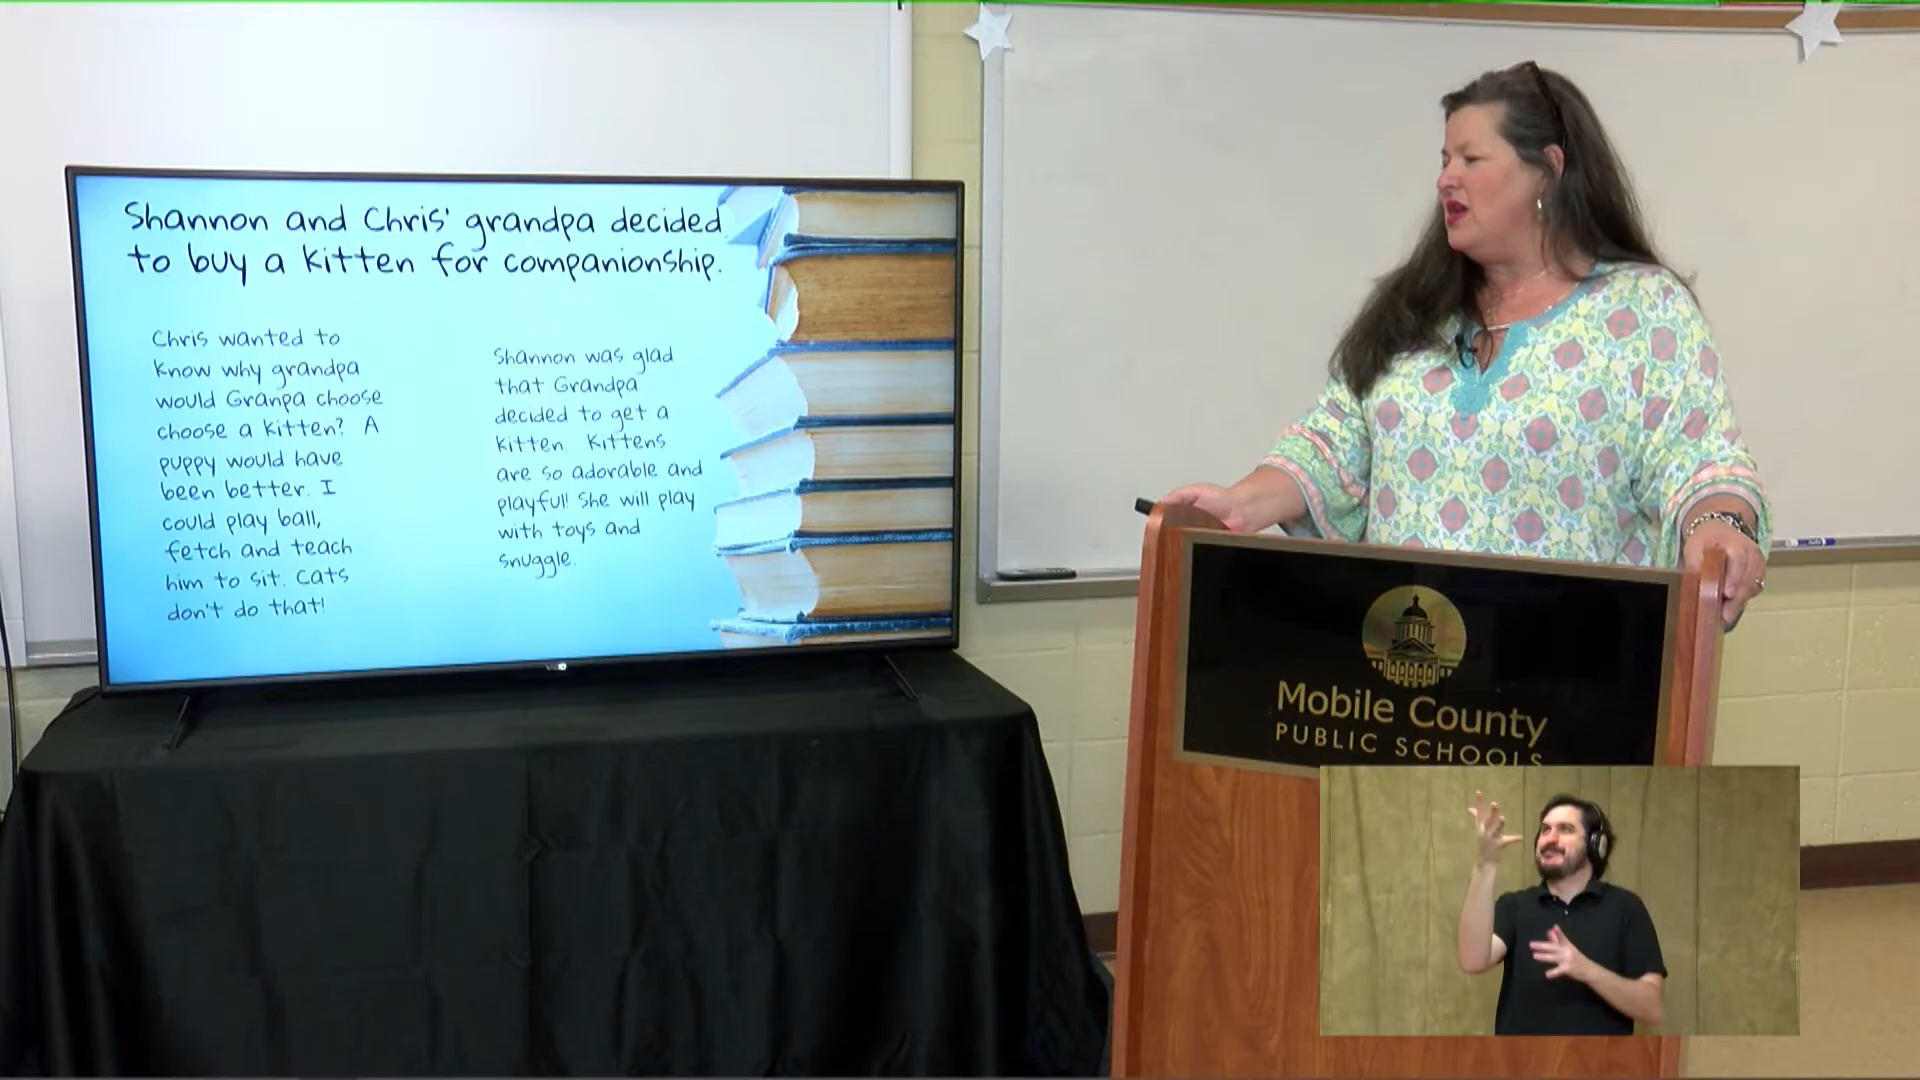 Shannon and Chris' grandpa decided
to buy a kitten for companionship.
Chris wanted to
know why grandpa
would Granpa choose
choose a kitten? A
puppy would have
been better. I
could play ball,
fetch and teach
him to sit. Cats
don't do that!
Shannon was glad
that Grandpa
decided to get a
kitten. Kittens
are so adorable and
playful! She will play
with toys and
snuggle.
Mobile County
PUBLIC SCHOOLS